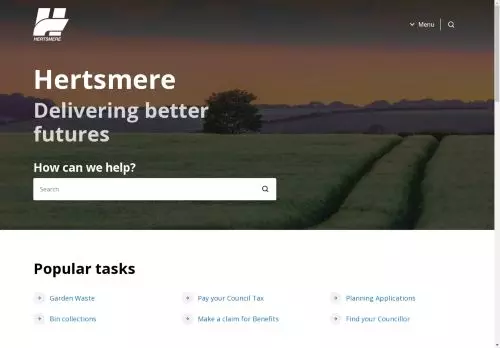 HERTSMERE
Menu
Hertsmere
Delivering better
futures
How can we help?
Search
Popular tasks
Garden Waste
Pay your Council Tax
Planning Applications
Bin collections
Make a claim for Benefits
Find your Councillor